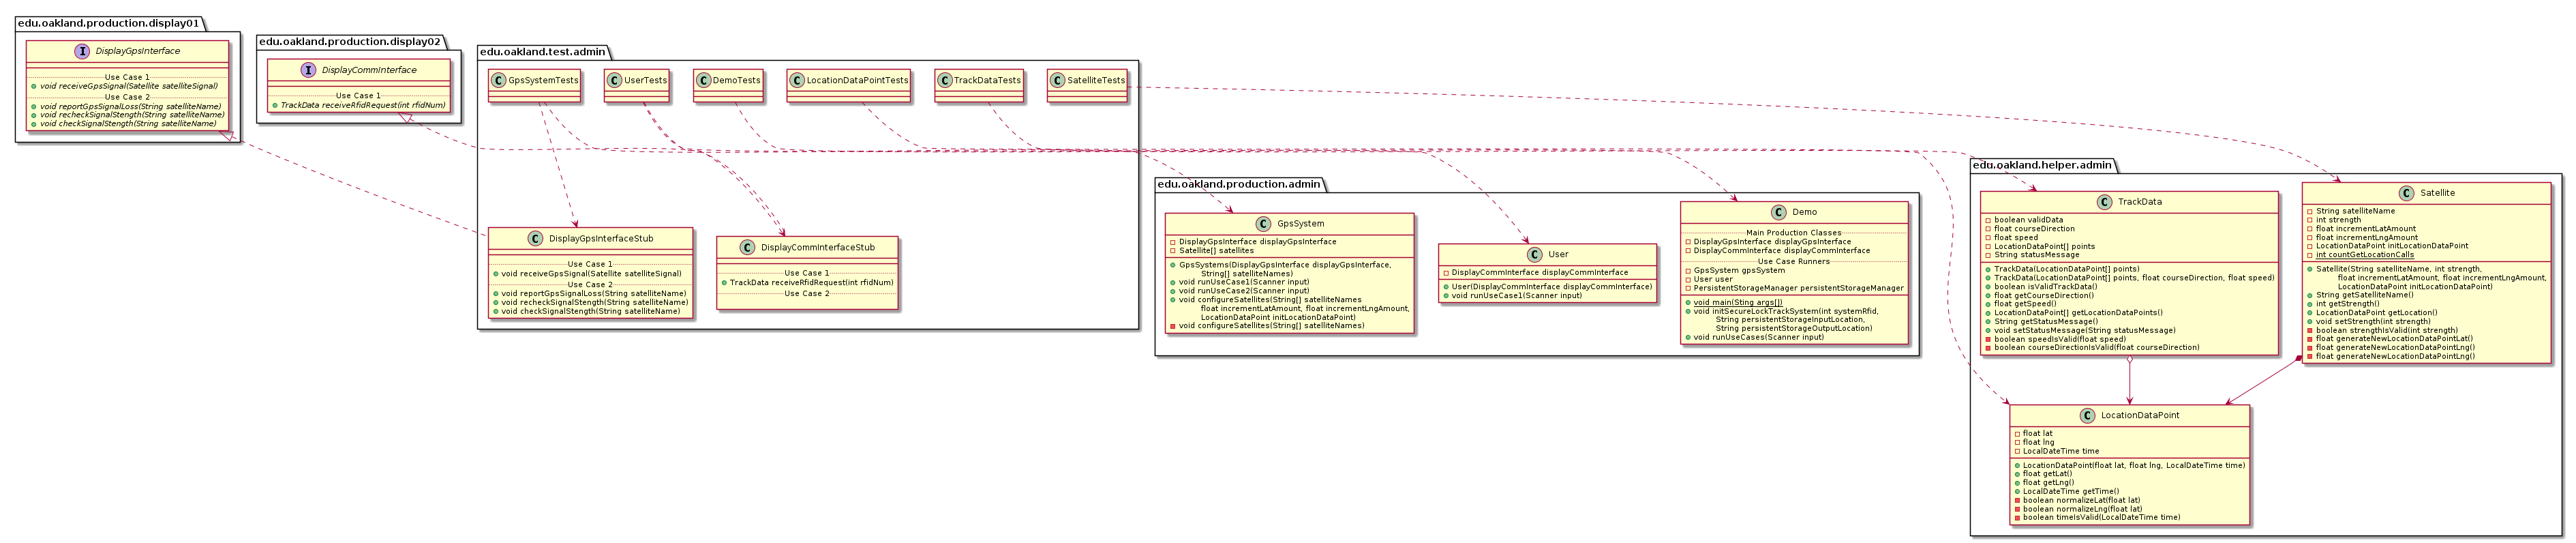 edu.oakland.production.display01
I DisplayGpsInterface
Use Case 1
void receiveGpsSignal(Satellite satelliteSignal)
Use Case 2
void reportGpsSignalLoss(String satelliteName)
void recheckSignalStength(String satelliteName)
void checkSignalStength(String satelliteName)
edu.oakland.production.display02
I DisplayCommInterface
Use Case 1
TrackData receiveRfidRequest(int rfidNum)
edu.oakland.test.admin
C GpsSystemTests
C UserTests
C DemoTests
C LocationDataPointTests
C TrackDataTests
C SatelliteTests
C DisplayGpsInterfaceStub
Use Case 1
void receiveGpsSignal(Satellite satelliteSignal)
Use Case 2
void reportGpsSignalLoss(String satelliteName)
void recheckSignalStength(String satelliteName)
void checkSignalStength(String satelliteName)
C DisplayCommInterfaceStub
Use Case 1
TrackData receiveRfidRequest(int rfidNum)
Use Case 2
edu.oakland.production.admin
C GpsSystem
DisplayGpsInterface displayGpsInterface
Satellite[] satellites
GpsSystems(DisplayGpsInterface displayGpsInterface,
String[] satelliteNames)
void runUseCase1(Scanner input)
void runUseCase2(Scanner input)
void configureSatellites(String[] satelliteNames
float incrementLatAmount, float incrementLngAmount,
LocationDataPoint initLocationDataPoint)
void configureSatellites(String[] satelliteNames)
C User
DisplayCommInterface displayCommInterface
User(DisplayCommInterface displayCommInterface)
void runUseCase1(Scanner input)
C Demo
Main Production Classes
DisplayGpsInterface displayGpsInterface
DisplayCommInterface displayCommInterface
Use Case Runners
GpsSystem gpsSystem
User user
PersistentStorageManager persistentStorageManager
void main(String args[])
void initSecureLockTrackSystem(int systemRfid,
String persistentStorageInputLocation,
String persistentStorageOutputLocation)
void runUseCases(Scanner input)
edu.oakland.helper.admin
C TrackData
boolean validData
float courseDirection
float speed
LocationDataPoint[] points
String statusMessage
TrackData(LocationDataPoint[] points)
TrackData(LocationDataPoint[] points, float courseDirection, float speed)
boolean isValidTrackData()
float getCourseDirection()
float getSpeed()
LocationDataPoint[] getLocationDataPoints()
String getStatusMessage()
void setStatusMessage(String statusMessage)
boolean speedIsValid(float speed)
boolean courseDirectionIsValid(float courseDirection)
C Satellite
String satelliteName
int strength
float incrementLatAmount
float incrementLngAmount
LocationDataPoint initLocationDataPoint
int countGetLocationCalls
Satellite(String satelliteName, int strength,
float incrementLatAmount, float incrementLngAmount,
LocationDataPoint initLocationDataPoint)
String getSatelliteName()
int getStrength()
LocationDataPoint getLocation()
void setStrength(int strength)
boolean strengthIsValid(int strength)
float generateNewLocationDataPointLat()
float generateNewLocationDataPointLng()
float generateNewLocationDataPointLng()
C LocationDataPoint
float lat
float lng
LocalDateTime time
LocationDataPoint(float lat, float lng, LocalDateTime time)
float getLat()
float getLng()
LocalDateTime getTime()
boolean normalizeLat(float lat)
boolean normalizeLng(float lat)
boolean timeIsValid(LocalDateTime time)